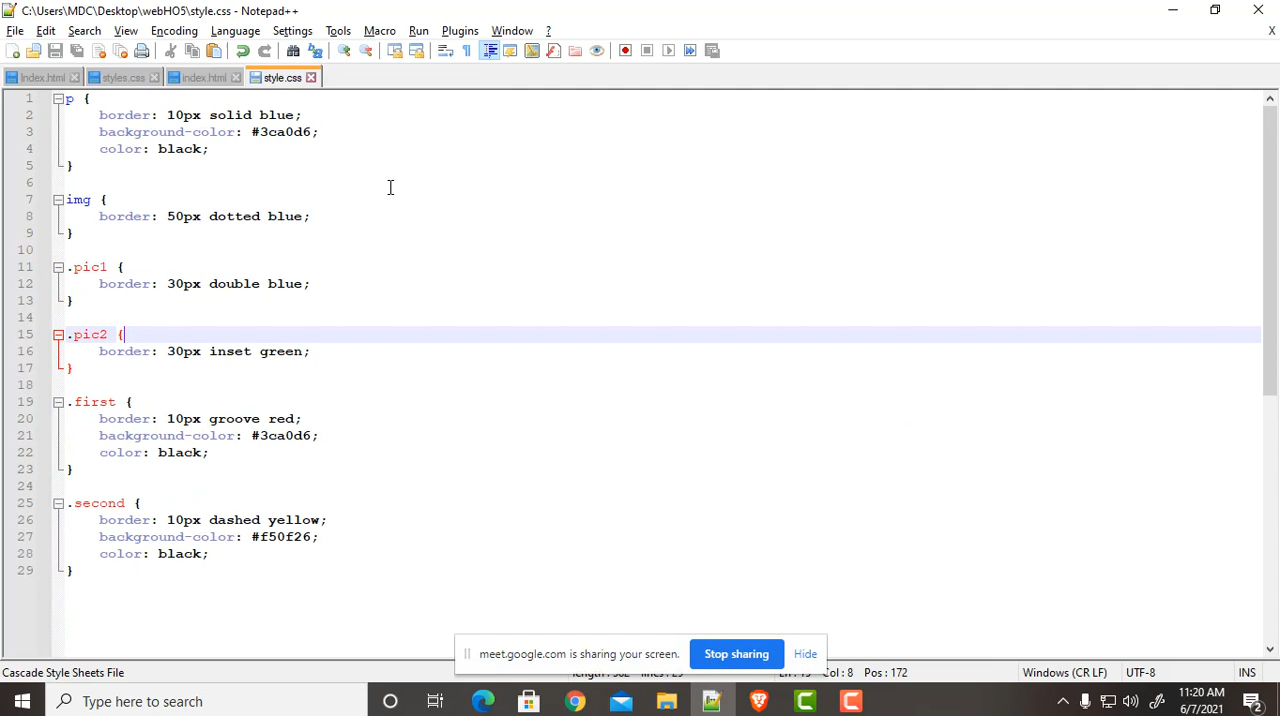 C:\Users\MDC\Desktop\webHO5\style.css - Notepad++
File Edit Search View Encoding Language Settings Tools Macro Run Plugins Window ?
X
Index.html styles.css index.html style.css
1 p {
2 border: 10px solid blue;
3 background-color: #3ca0d6;
4 color: black;
5 }
6
7 img {
8 border: 50px dotted blue;
9 }
10
11 .pic1 {
12 border: 30px double blue;
13 }
14
15 .pic2 {
16 border: 30px inset green;
17 }
18
19 .first {
20 border: 10px groove red;
21 background-color: #3ca0d6;
22 color: black;
23 }
24
25 .second {
26 border: 10px dashed yellow;
27 background-color: #f50f26;
28 color: black;
29 }
meet.google.com is sharing your screen. Stop sharing Hide
Cascade Style Sheets File Col : 8 Pos : 172 Windows (CR LF) UTF-8 INS
Type here to search
11:20 AM
6/7/2021
2